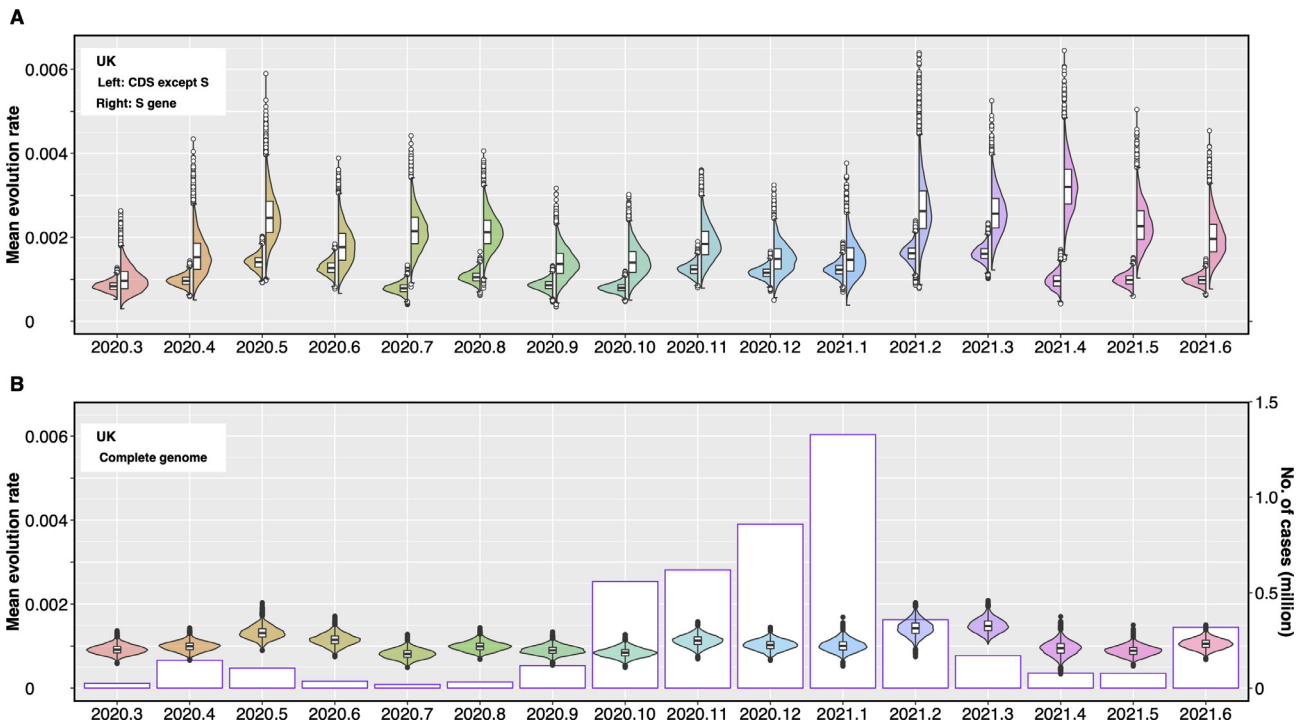 A
UK
Left: CDS except S
Right: S gene
Mean evolution rate
0.006
0.004
0.002
0
2020.3 2020.4 2020.5 2020.6 2020.7 2020.8 2020.9 2020.10 2020.11 2020.12 2021.1 2021.2 2021.3 2021.4 2021.5 2021.6
B
UK
Complete genome
Mean evolution rate
0.006
0.004
0.002
0
1.5
1.0
0.5
0
No. of cases (million)
2020.3 2020.4 2020.5 2020.6 2020.7 2020.8 2020.9 2020.10 2020.11 2020.12 2021.1 2021.2 2021.3 2021.4 2021.5 2021.6